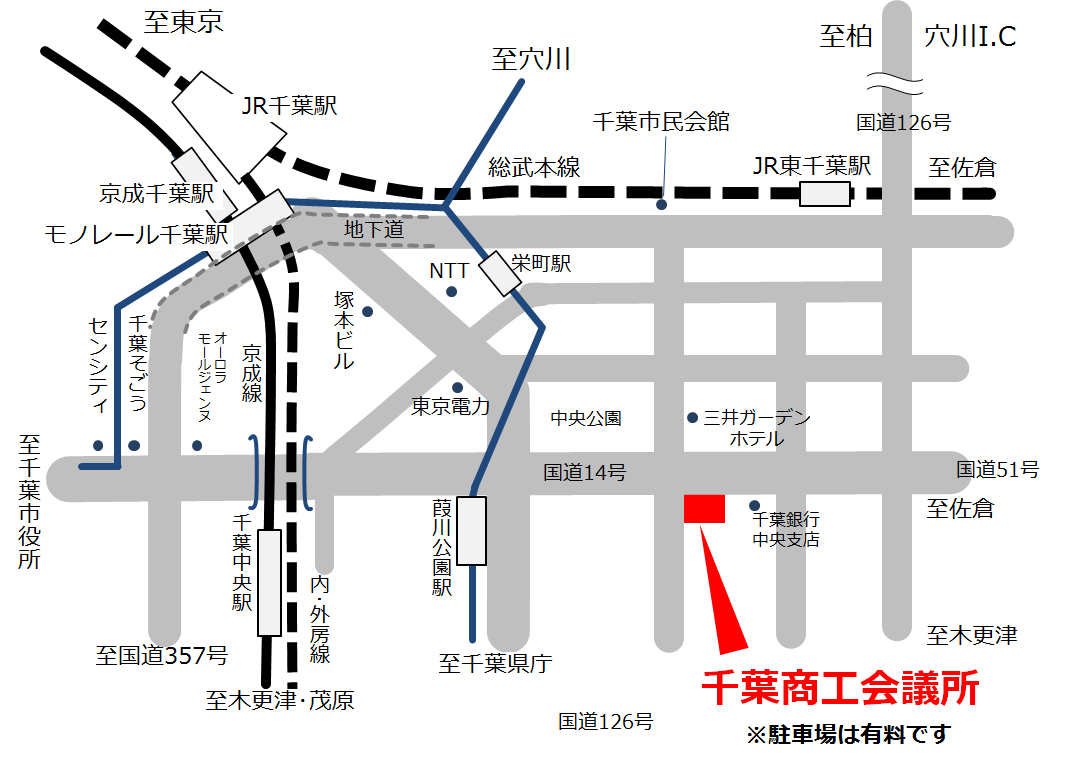 至東京
至柏
穴川I.C
至穴川
JR千葉駅
千葉市民会館
国道126号
総武本線
JR東千葉駅
至佐倉
京成千葉駅
モノレール千葉駅
地下道
栄町駅
NTT
塚本ビル
センシティ
千葉そごう
オーロラ
モールジェンヌ
京成線
東京電力
中央公園
三井ガーデン
ホテル
至千葉市役所
国道14号
国道51号
至佐倉
千葉銀行
中央支店
千葉中央駅
葭川公園駅
内・外房線
至国道357号
至千葉県庁
至木更津
至木更津・茂原
千葉商工会議所
国道126号
※駐車場は有料です